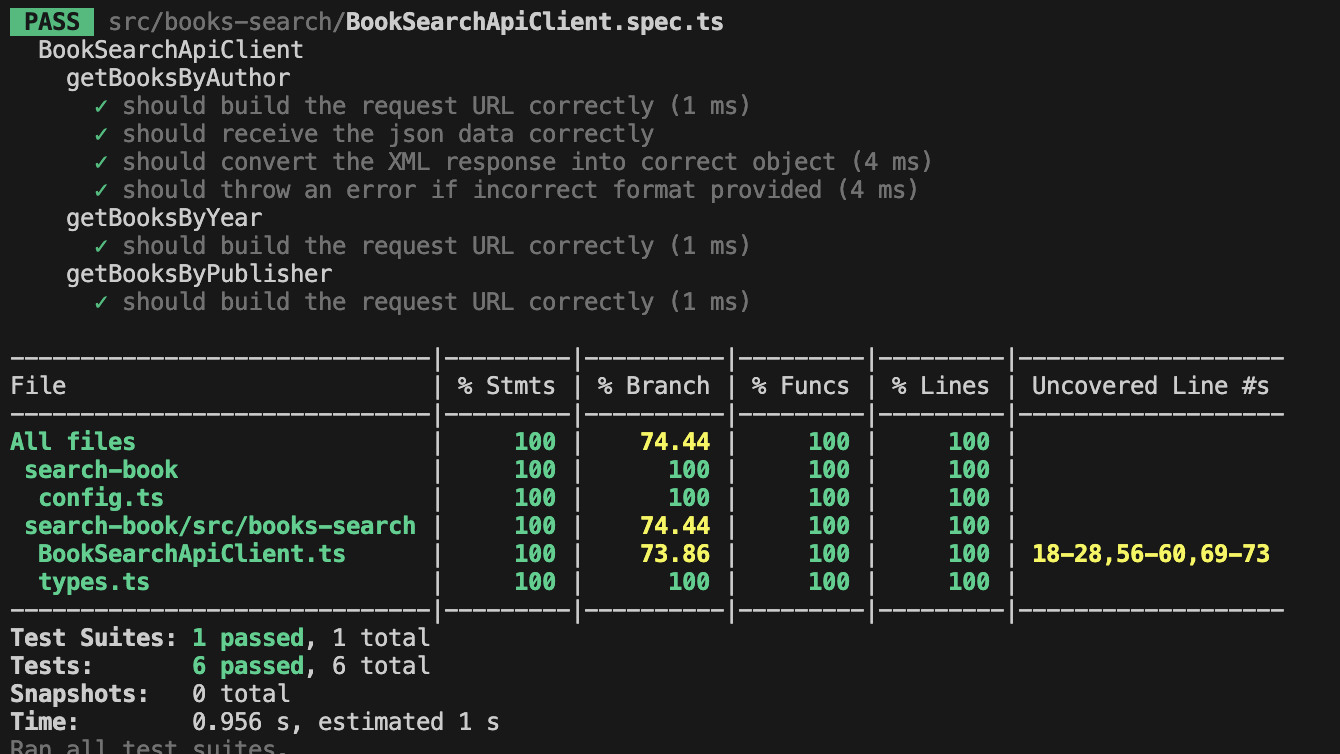 PASS src/books-search/BookSearchApiClient.spec.ts
BookSearchApiClient
getBooksByAuthor
✓ should build the request URL correctly (1 ms)
✓ should receive the json data correctly
✓ should convert the XML response into correct object (4 ms)
✓ should throw an error if incorrect format provided (4 ms)
getBooksByYear
✓ should build the request URL correctly (1 ms)
getBooksByPublisher
✓ should build the request URL correctly (1 ms)
File | % Stmts | % Branch | % Funcs | % Lines | Uncovered Line #s
All files | 100 | 74.44 | 100 | 100 |
search-book | 100 | 100 | 100 | 100 |
config.ts | 100 | 100 | 100 | 100 |
search-book/src/books-search | 100 | 74.44 | 100 | 100 |
BookSearchApiClient.ts | 100 | 73.86 | 100 | 100 | 18-28,56-60,69-73
types.ts | 100 | 100 | 100 | 100 |
Test Suites: 1 passed, 1 total
Tests: 6 passed, 6 total
Snapshots: 0 total
Time: 0.956 s, estimated 1 s
Ran all test suites.